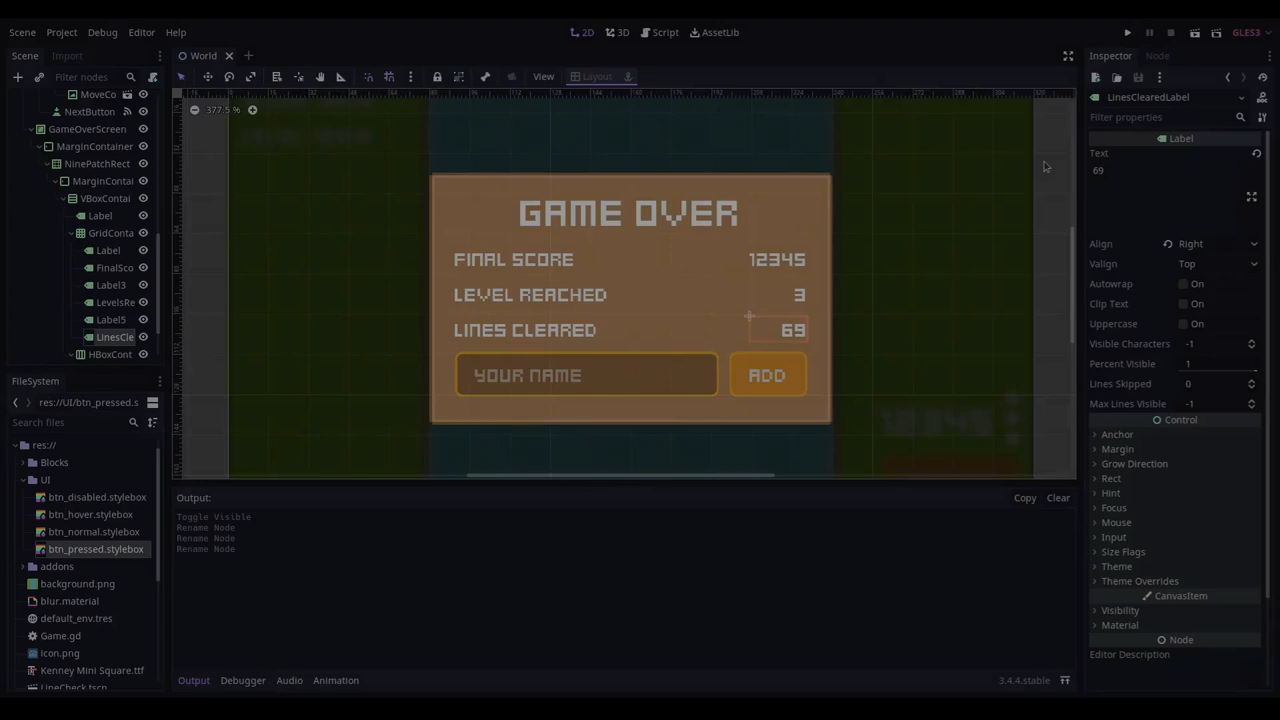 Scene Project Debug Editor Help
2D 3D Script AssetLib
GLES3
Scene Import
World
Inspector Node
Filter nodes
View Layout
LinesClearedLabel
Filter properties
377.5 %
MoveCo
NextButton
GameOverScreen
MarginContainer
NinePatchRect
MarginContai
VBoxContai
Label
GridConta
Label
FinalSco
Label3
LevelsRe
Label5
LinesCle
HBoxCont
GAME OVER
FINAL SCORE 12345
LEVEL REACHED 3
LINES CLEARED 69
YOUR NAME ADD
12345
Label
Text
69
Align Right
Valign Top
Autowrap On
Clip Text On
Uppercase On
Visible Characters -1
Percent Visible 1
Lines Skipped 0
Max Lines Visible -1
Control
Anchor
Margin
Grow Direction
Rect
Hint
Focus
Mouse
Input
Size Flags
Theme
Theme Overrides
CanvasItem
Visibility
Material
Node
Editor Description
FileSystem
res://UI/btn_pressed.s
Search files
res://
Blocks
UI
btn_disabled.stylebox
btn_hover.stylebox
btn_normal.stylebox
btn_pressed.stylebox
addons
background.png
blur.material
default_env.tres
Game.gd
icon.png
Kenney Mini Square.ttf
LineCheck.tscn
Output: Copy Clear
Toggle Visible
Rename Node
Rename Node
Rename Node
Output Debugger Audio Animation 3.4.4.stable